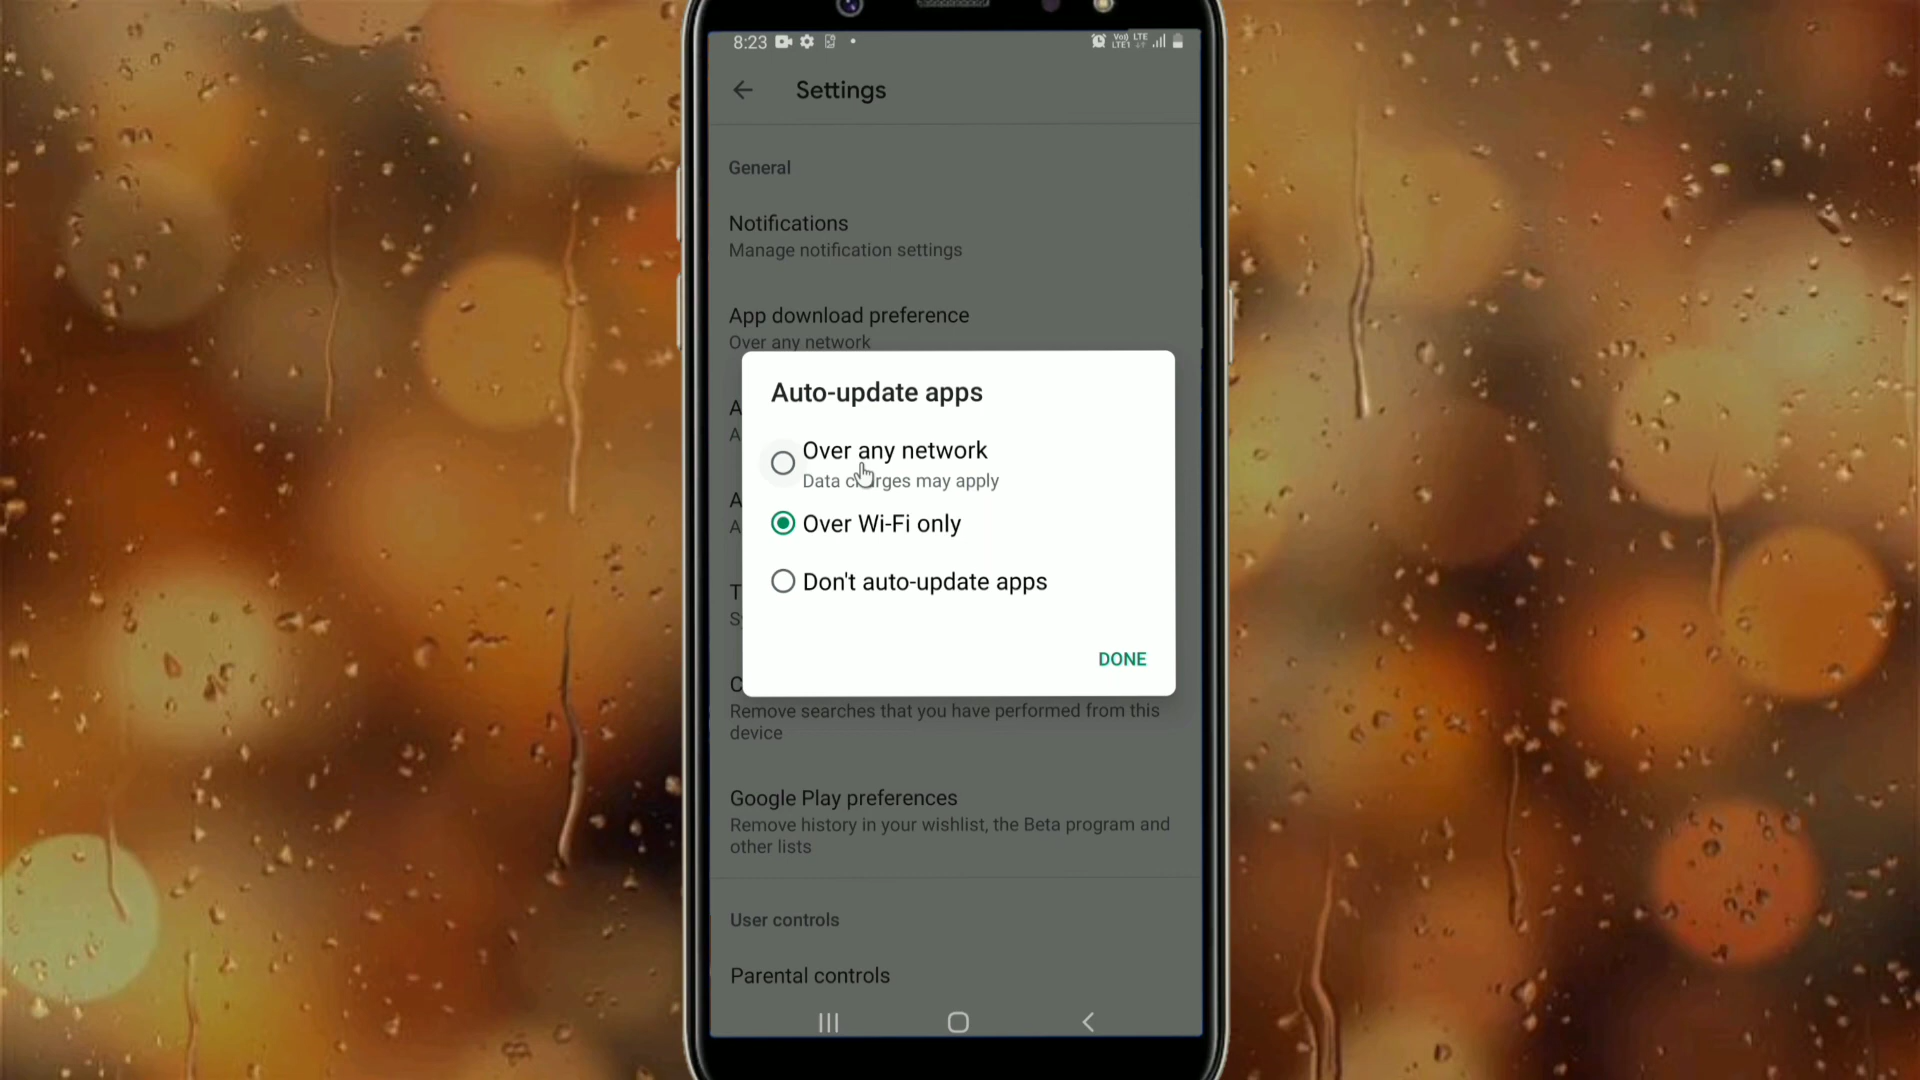 8:23
Vo)) LTE
LTE1
Settings
General
Notifications
Manage notification settings
App download preference
Over any network
Auto-update apps
Over any network
Data charges may apply
Over Wi-Fi only
Don't auto-update apps
DONE
Remove searches that you have performed from this
device
Google Play preferences
Remove history in your wishlist, the Beta program and
other lists
User controls
Parental controls